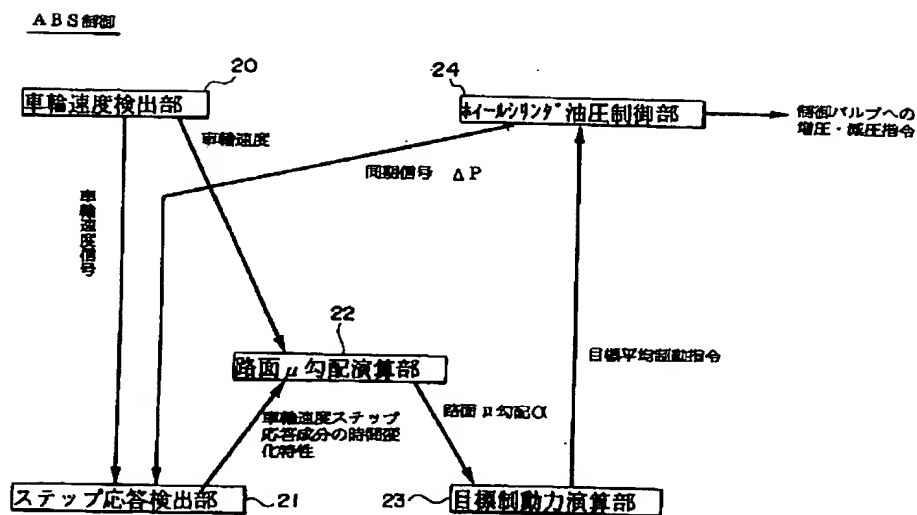 ABS制御
20
24
車輪速度検出部
ホイールシリンダ油圧制御部
制御バルブへの
増圧・減圧指令
車輪速度
同期信号 ΔP
車輪速度信号
22
路面μ勾配演算部
目標平均制動指令
車輪速度ステップ
応答成分の時間変
化特性
路面μ勾配α
ステップ応答検出部
21
23
目標制動力演算部